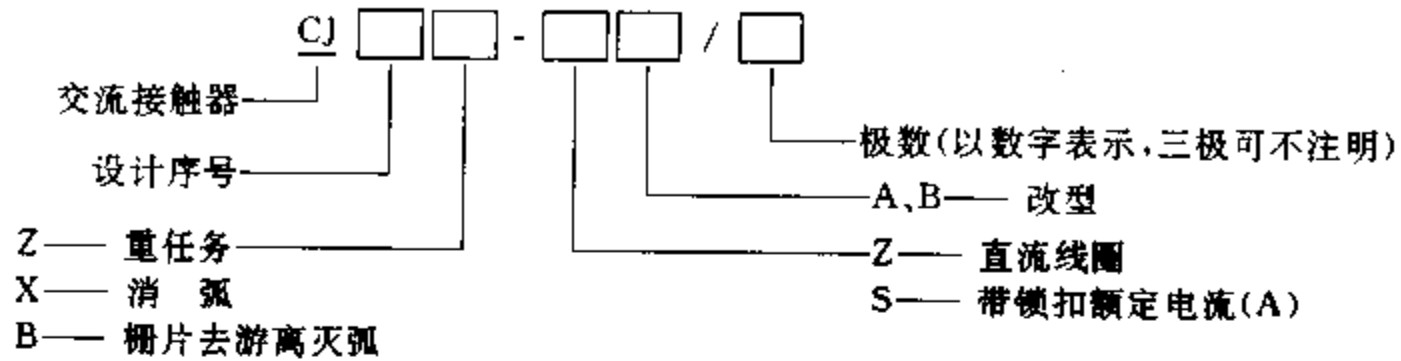 CJ - /
交流接触器
极数(以数字表示,三极可不注明)
设计序号
A、B—— 改型
Z—— 重任务
Z—— 直流线圈
X—— 消 弧
S—— 带锁扣额定电流(A)
B—— 栅片去游离灭弧